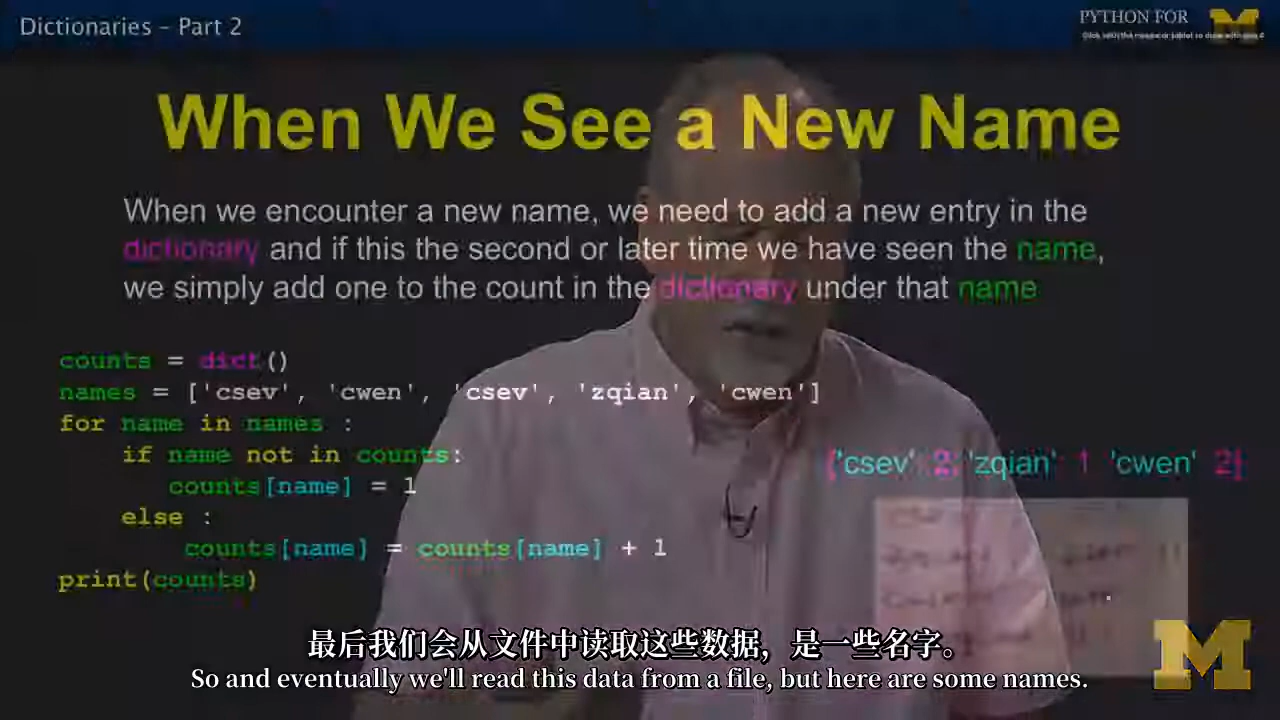 Dictionaries - Part 2
PYTHON FOR
When We See a New Name
When we encounter a new name, we need to add a new entry in the
dictionary and if this the second or later time we have seen the name,
we simply add one to the count in the dictionary under that name
counts = dict()
names = ['csev', 'cwen', 'csev', 'zqian', 'cwen']
for name in names :
if name not in counts:
counts[name] = 1
else :
counts[name] = counts[name] + 1
print(counts)
{'csev': 2, 'zqian': 1, 'cwen': 2}
最后我们会从文件中读取这些数据，是一些名字。
So and eventually we'll read this data from a file, but here are some names.